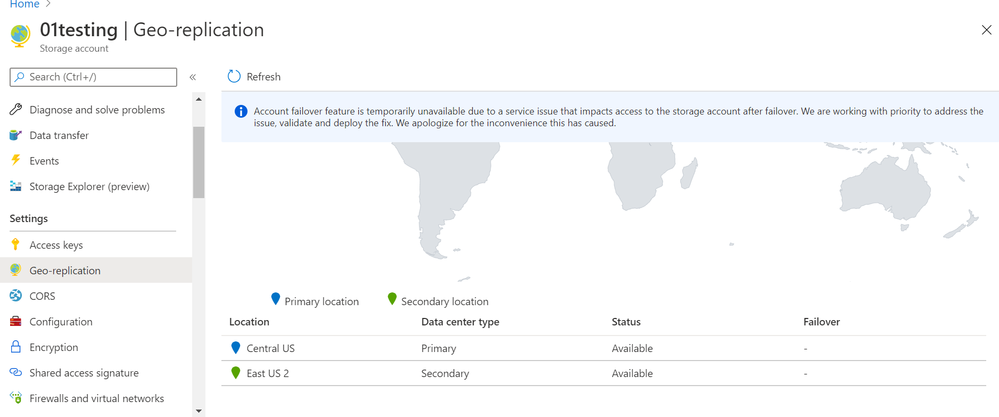 Home
01testing | Geo-replication
Storage account
Search (Ctrl+/)
«
Diagnose and solve problems
Data transfer
Events
Storage Explorer (preview)
Settings
Access keys
Geo-replication
CORS
Configuration
Encryption
Shared access signature
Firewalls and virtual networks
Refresh
Account failover feature is temporarily unavailable due to a service issue that impacts access to the storage account after failover. We are working with priority to address the
issue, validate and deploy the fix. We apologize for the inconvenience this has caused.
Primary location Secondary location
Location Data center type Status Failover
Central US Primary Available -
East US 2 Secondary Available -